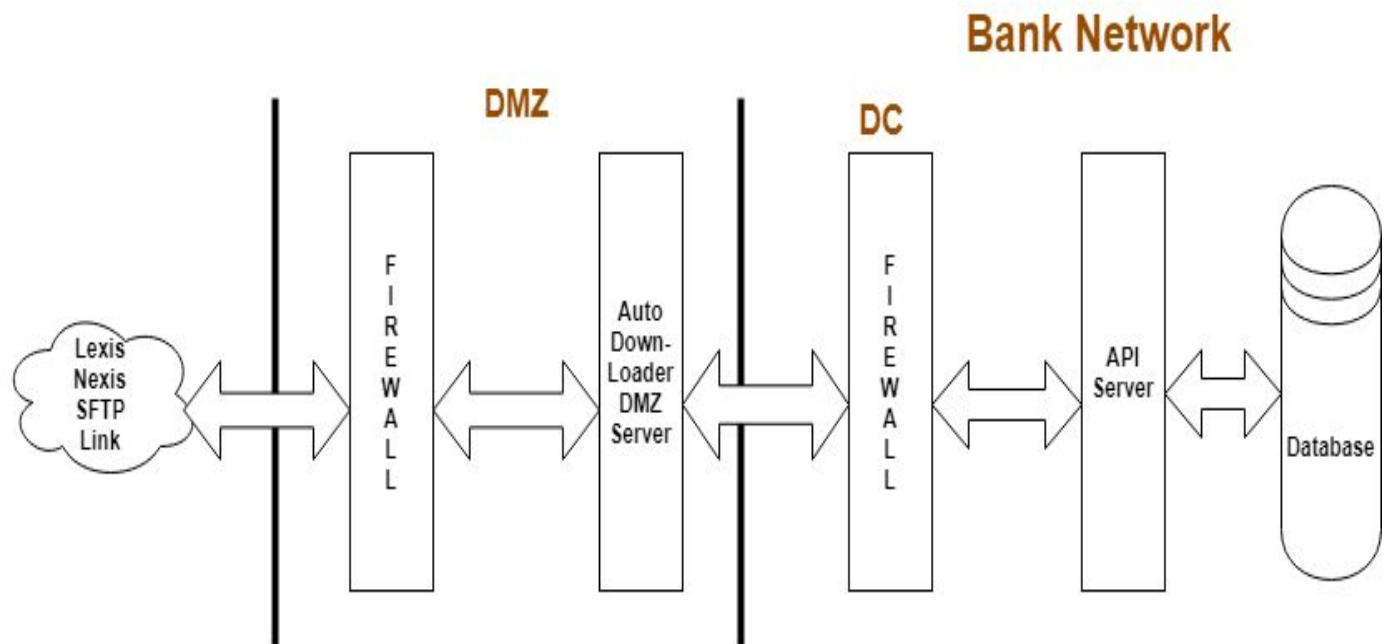 Bank Network
DMZ
DC
Lexis
Nexis
SFTP
Link
F
I
R
E
W
A
L
L
Auto
Down-
Loader
DMZ
Server
F
I
R
E
W
A
L
L
API
Server
Database